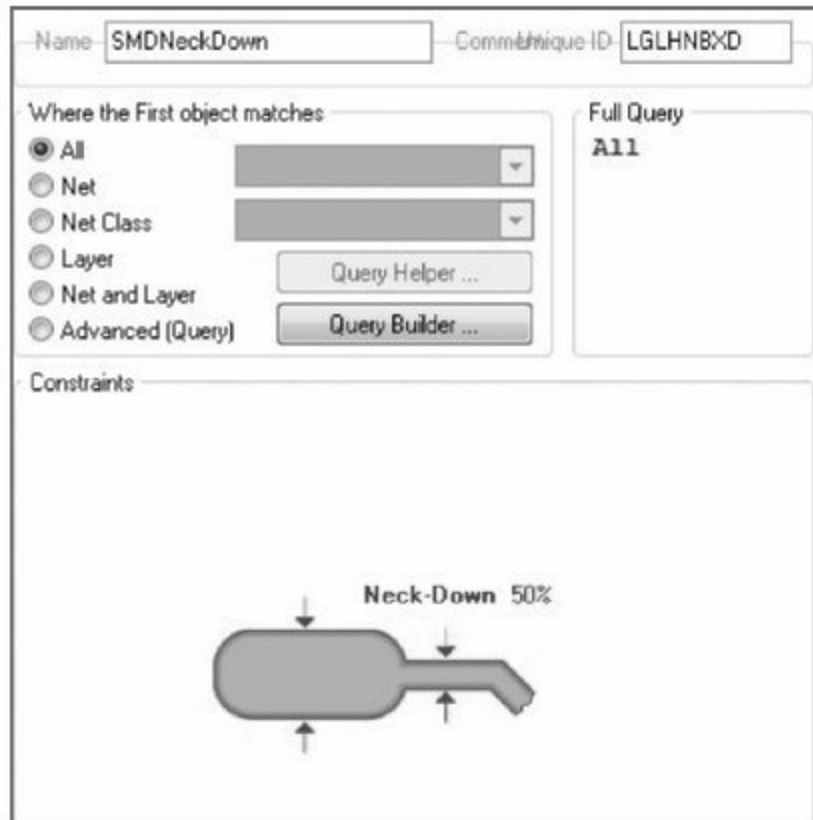 Name SMDNeckDown Comment Unique ID LGLHNBXD
Where the First object matches
All
Net
Net Class
Layer
Net and Layer
Advanced (Query)
Query Helper ...
Query Builder ...
Full Query
All
Constraints
Neck-Down 50%